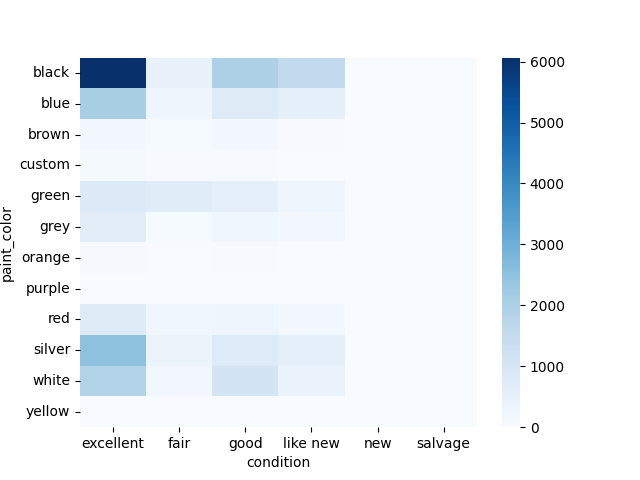 paint_color
black
blue
brown
custom
green
grey
orange
purple
red
silver
white
yellow
excellent fair good like new new salvage
condition
6000
5000
4000
3000
2000
1000
0